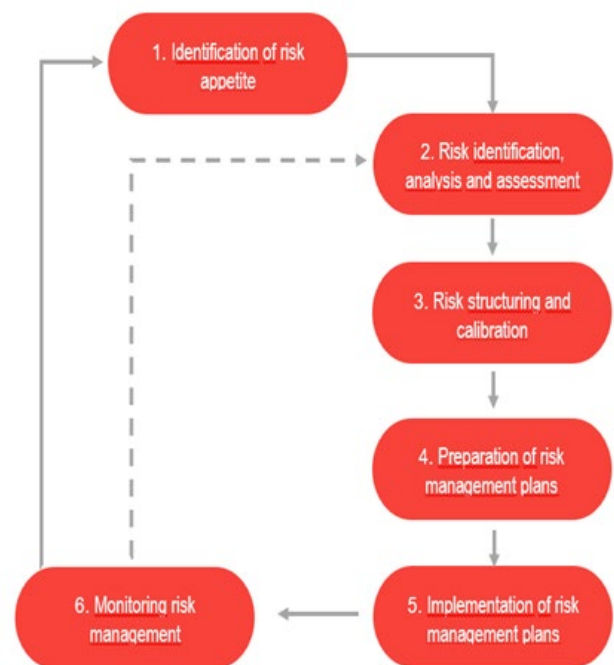 1. Identification of risk
appetite
2. Risk identification,
analysis and assessment
3. Risk structuring and
calibration
4. Preparation of risk
management plans
5. Implementation of risk
management plans
6. Monitoring risk
management